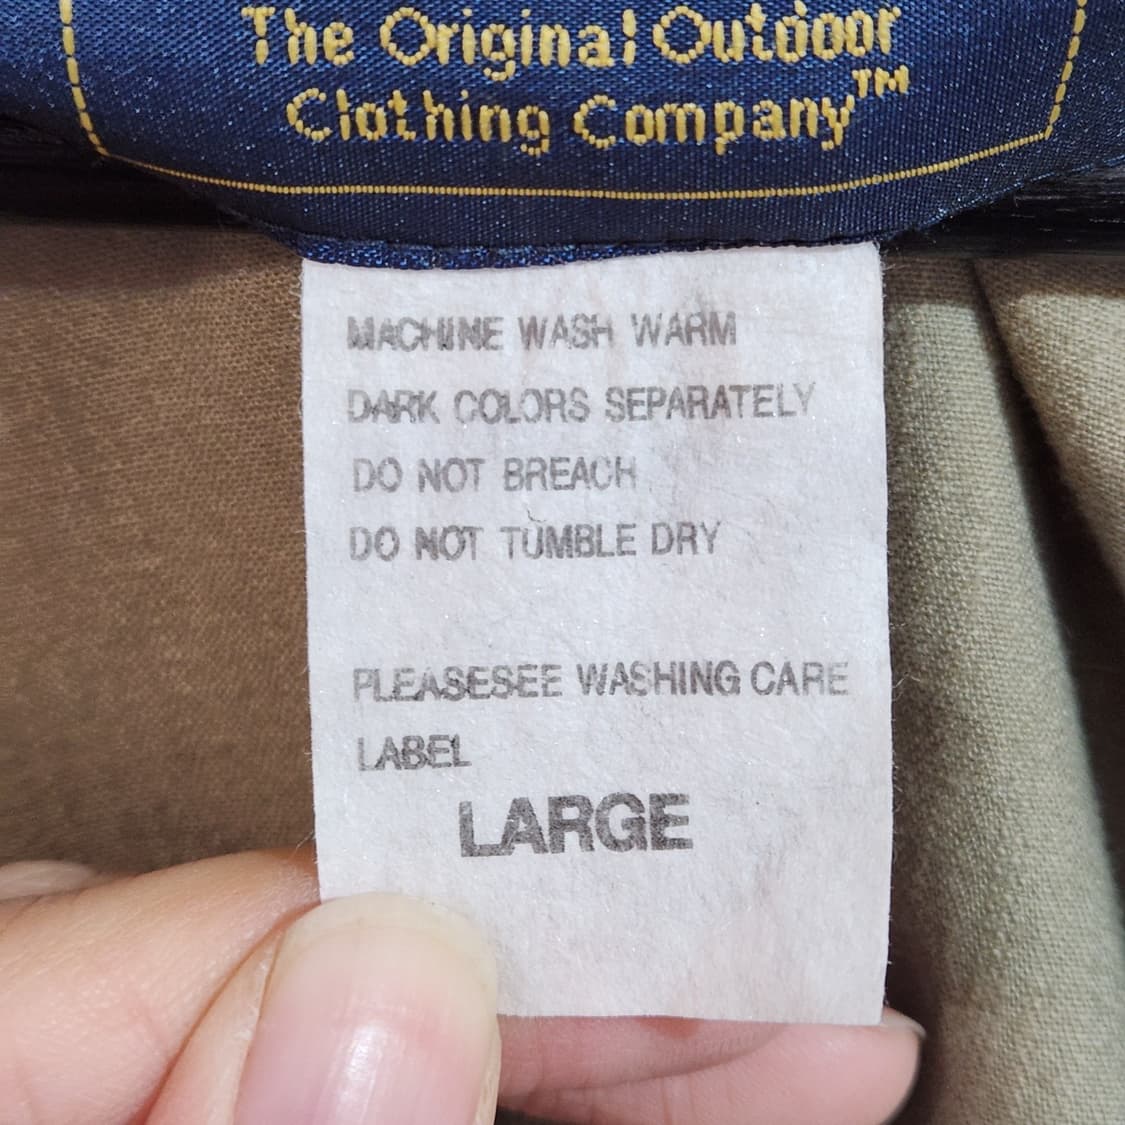 The Original Outdoor
Clothing Company™
MACHINE WASH WARM
DARK COLORS SEPARATELY
DO NOT BREACH
DO NOT TUMBLE DRY
PLEASESEE WASHING CARE
LABEL
LARGE